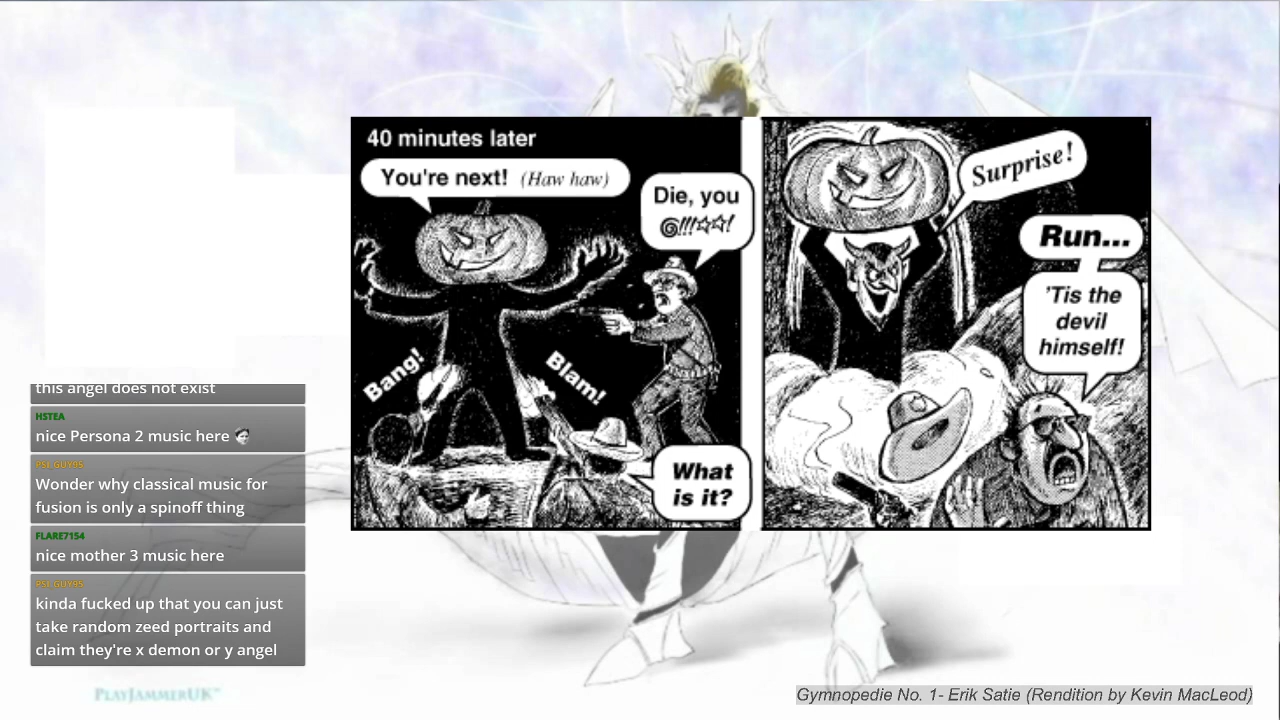 40 minutes later
You're next! (Haw haw)
Die, you
@!!!☆☆!
Bang!
Blam!
What
is it?
Surprise!
Run...
'Tis the
devil
himself!
this angel does not exist
HSTEA
nice Persona 2 music here
PSI_GUY95
Wonder why classical music for
fusion is only a spinoff thing
FLARE7154
nice mother 3 music here
PSI_GUY95
kinda fucked up that you can just
take random zeed portraits and
claim they're x demon or y angel
PLAYJAMMERUK
Gymnopedie No. 1- Erik Satie (Rendition by Kevin MacLeod)